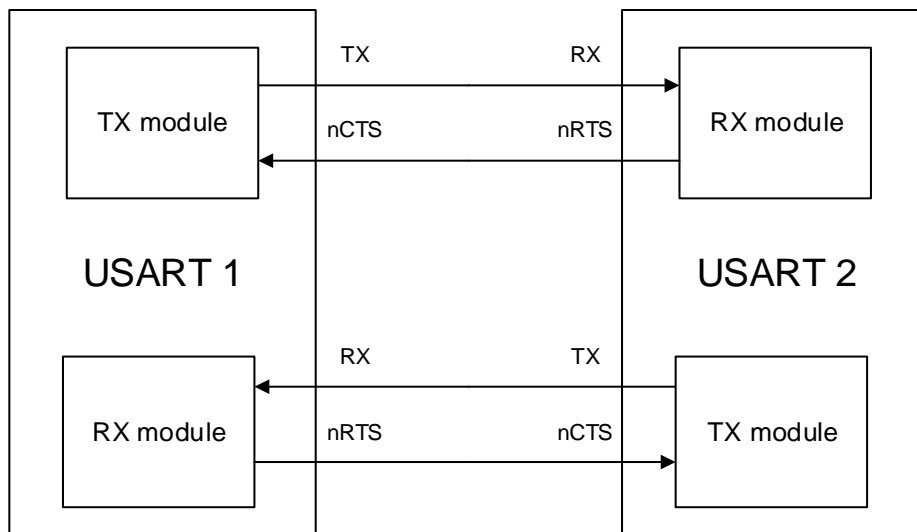 TX RX
TX module RX module
nCTS nRTS
USART 1 USART 2
RX TX
RX module TX module
nRTS nCTS